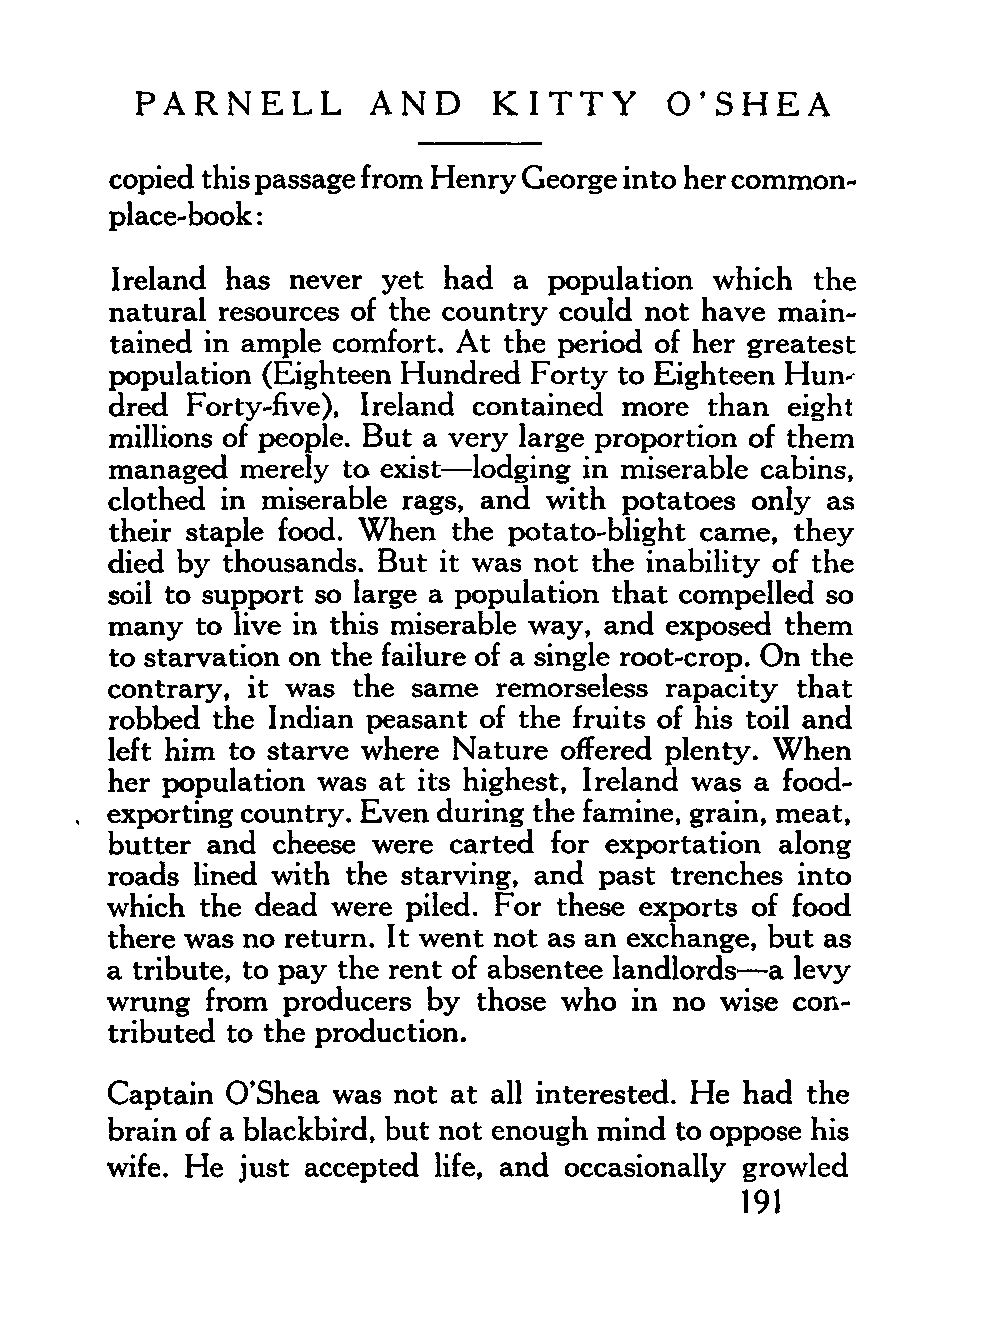 PARNELL AND KITTY O'SHEA
copied this passage from Henry George into her common-
place-book:
Ireland has never yet had a population which the
natural resources of the country could not have main-
tained in ample comfort. At the period of her greatest
population (Eighteen Hundred Forty to Eighteen Hun-
dred Forty-five), Ireland contained more than eight
millions of people. But a very large proportion of them
managed merely to exist—lodging in miserable cabins,
clothed in miserable rags, and with potatoes only as
their staple food. When the potato-blight came, they
died by thousands. But it was not the inability of the
soil to support so large a population that compelled so
many to live in this miserable way, and exposed them
to starvation on the failure of a single root-crop. On the
contrary, it was the same remorseless rapacity that
robbed the Indian peasant of the fruits of his toil and
left him to starve where Nature offered plenty. When
her population was at its highest, Ireland was a food-
exporting country. Even during the famine, grain, meat,
butter and cheese were carted for exportation along
roads lined with the starving, and past trenches into
which the dead were piled. For these exports of food
there was no return. It went not as an exchange, but as
a tribute, to pay the rent of absentee landlords—a levy
wrung from producers by those who in no wise con-
tributed to the production.
Captain O'Shea was not at all interested. He had the
brain of a blackbird, but not enough mind to oppose his
wife. He just accepted life, and occasionally growled
191